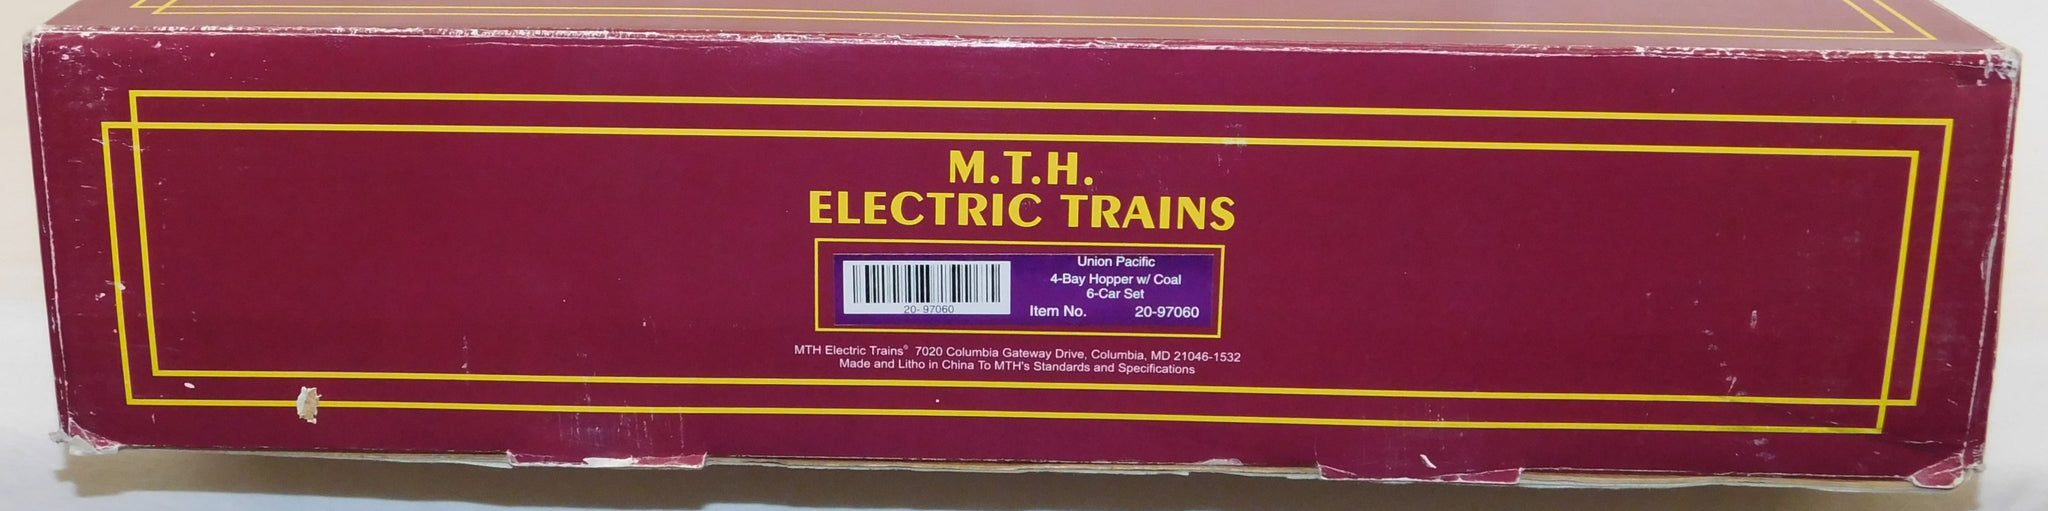 M.T.H.
ELECTRIC TRAINS
20-97060
Union Pacific
4-Bay Hopper w/ Coal
6-Car Set
Item No. 20-97060
MTH Electric Trains® 7020 Columbia Gateway Drive, Columbia, MD 21046-1532
Made and Litho in China To MTH's Standards and Specifications